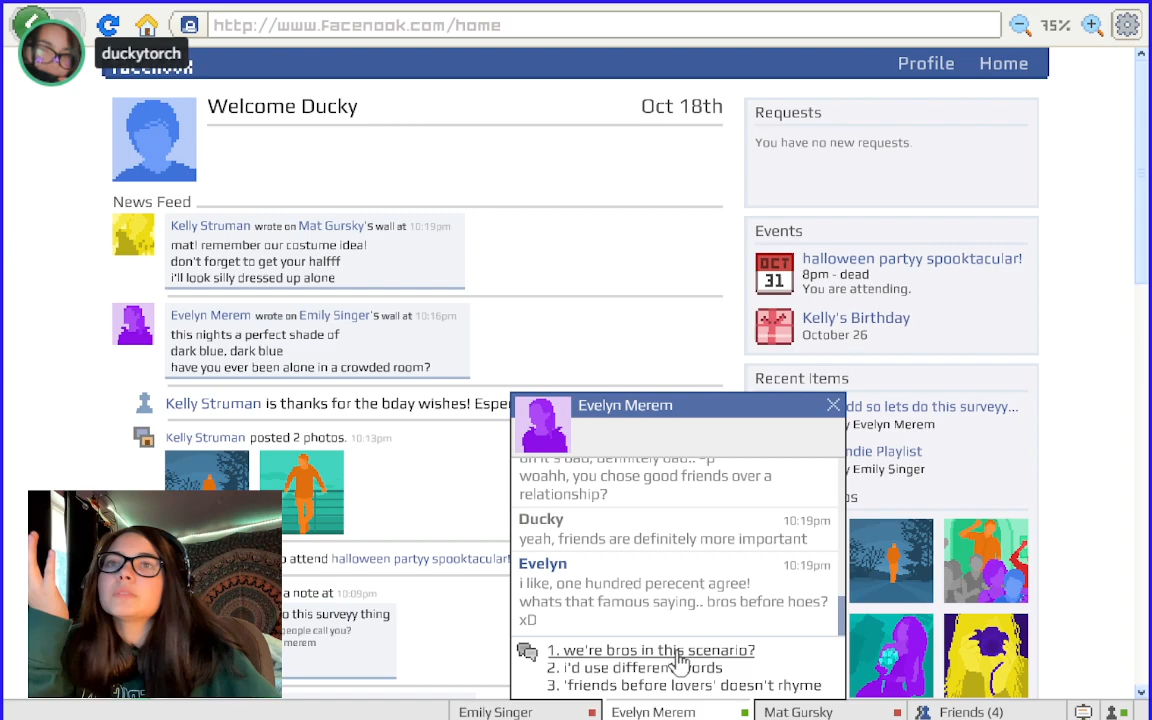 http://www.Facenook.com/home
75%
duckytorch
Profile Home
Welcome Ducky
Oct 18th
News Feed
Kelly Struman wrote on Mat Gursky'S wall at 10:19pm
mat! remember our costume idea!
don't forget to get your halfff
i'll look silly dressed up alone
Evelyn Merem wrote on Emily Singer'S wall at 10:16pm
this nights a perfect shade of
dark blue, dark blue
have you ever been alone in a crowded room?
Kelly Struman is thanks for the bday wishes!
Kelly Struman posted 2 photos. 10:13pm
attend halloween partyy spooktacular!
a note at 10:09pm
this surveyy thing
people call you?
merem
Requests
You have no new requests.
Events
OCT
31
halloween partyy spooktacular!
8pm - dead
You are attending.
Kelly's Birthday
October 26
Recent Items
so lets do this surveyy...
Evelyn Merem
Playlist
Emily Singer
Evelyn Merem
woahh, you chose good friends over a
relationship?
Ducky 10:19pm
yeah, friends are definitely more important
Evelyn 10:19pm
i like, one hundred perecent agree!
whats that famous saying.. bros before hoes?
xD
1. we're bros in this scenario?
2. i'd use different words
3. 'friends before lovers' doesn't rhyme
Emily Singer
Evelyn Merem
Mat Gursky
Friends (4)